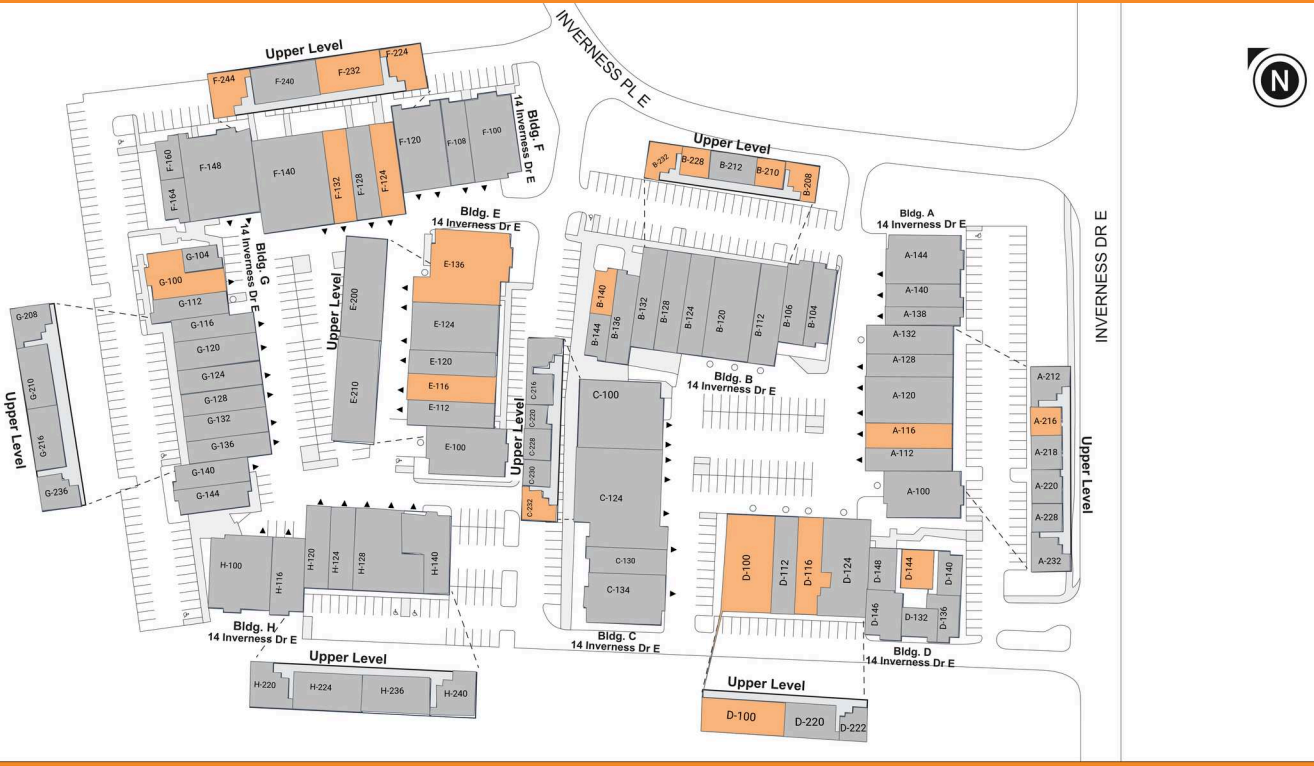 INVERNESS PL E
INVERNESS DR E
N
Upper Level
F-244
F-240
F-232
F-224
Bldg. F
14 Inverness Dr E
F-160
F-164
F-148
F-140
F-132
F-128
F-124
F-120
F-108
F-100
Upper Level
B-232
B-228
B-212
B-210
B-208
Bldg. A
14 Inverness Dr E
A-144
A-140
A-138
A-132
A-128
A-120
A-116
A-112
A-100
Upper Level
A-212
A-216
A-218
A-220
A-228
A-232
Bldg. E
14 Inverness Dr E
E-136
E-124
E-120
E-116
E-112
E-100
Upper Level
E-200
E-210
Bldg. G
14 Inverness Dr E
G-104
G-100
G-112
G-116
G-120
G-124
G-128
G-132
G-136
G-140
G-144
Upper Level
G-208
G-210
G-216
G-236
B-140
B-144
B-136
B-132
B-128
B-124
B-120
B-112
B-106
B-104
Bldg. B
14 Inverness Dr E
Upper Level
C-216
C-220
C-228
C-230
C-232
C-100
C-124
C-130
C-134
Bldg. C
14 Inverness Dr E
D-100
D-112
D-116
D-124
D-148
D-144
D-140
D-146
D-132
D-136
Bldg. D
14 Inverness Dr E
Upper Level
D-100
D-220
D-222
H-100
H-116
H-120
H-124
H-128
H-140
Bldg. H
14 Inverness Dr E
Upper Level
H-220
H-224
H-236
H-240